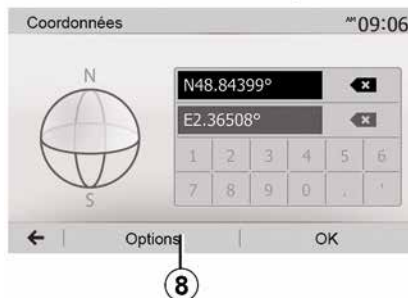 Coordonnées AM 09:06
N
S
N48.84399°
E2.36508°
1 2 3 4 5 6
7 8 9 0 . '
Options OK
8